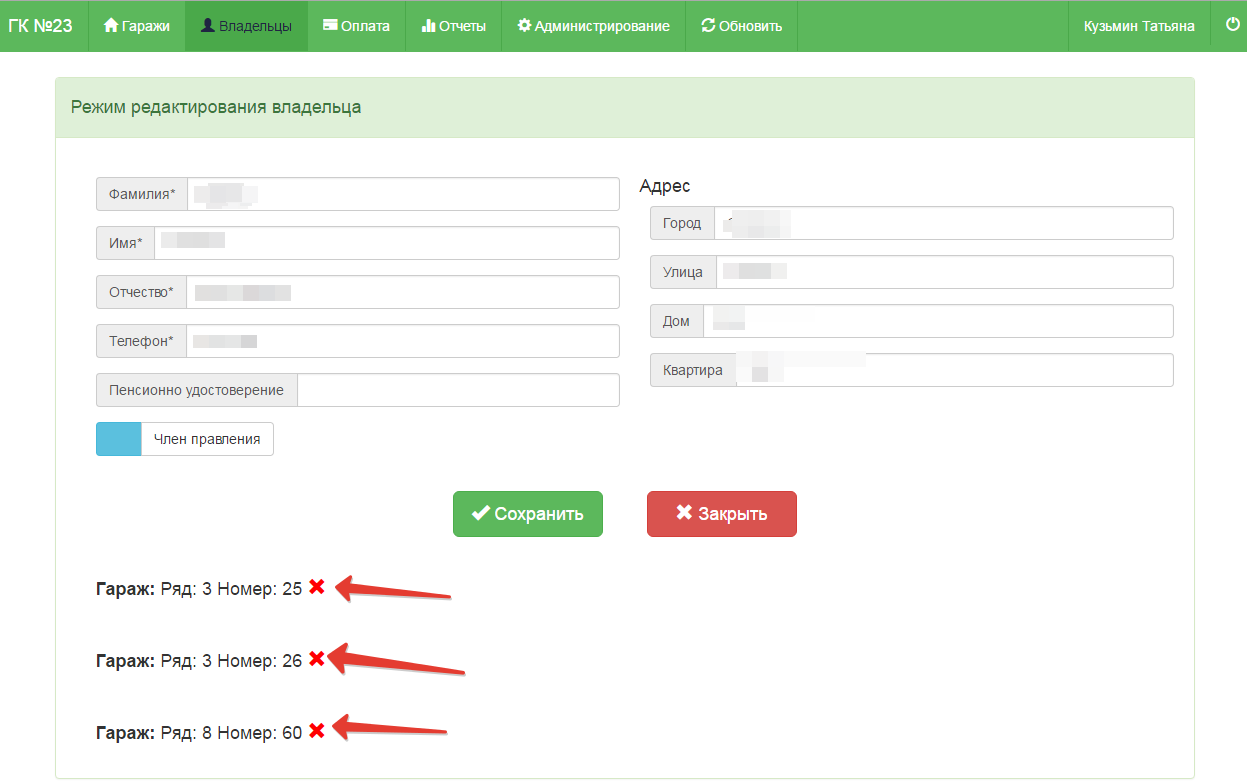 ГК №23 Гаражи Владельцы Оплата Отчеты Администрирование Обновить Кузьмин Татьяна
Режим редактирования владельца
Фамилия*
Имя*
Отчество*
Телефон*
Пенсионно удостоверение
Член правления
Адрес
Город
Улица
Дом
Квартира
Сохранить Закрыть
Гараж: Ряд: 3 Номер: 25
Гараж: Ряд: 3 Номер: 26
Гараж: Ряд: 8 Номер: 60